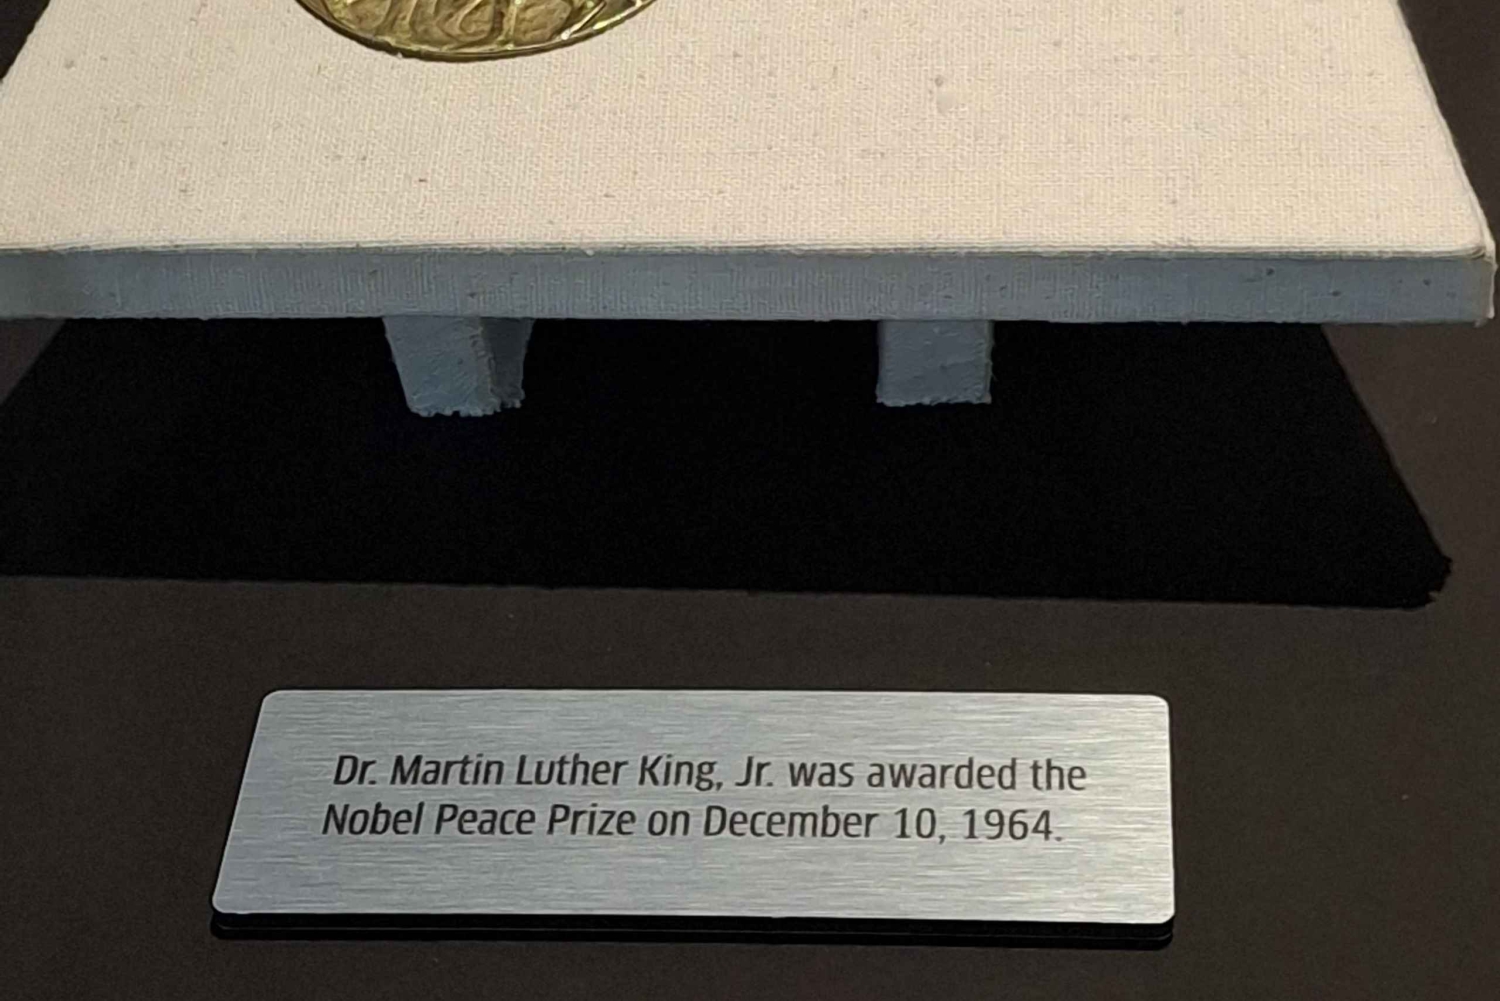 Dr. Martin Luther King, Jr. was awarded the
Nobel Peace Prize on December 10, 1964.